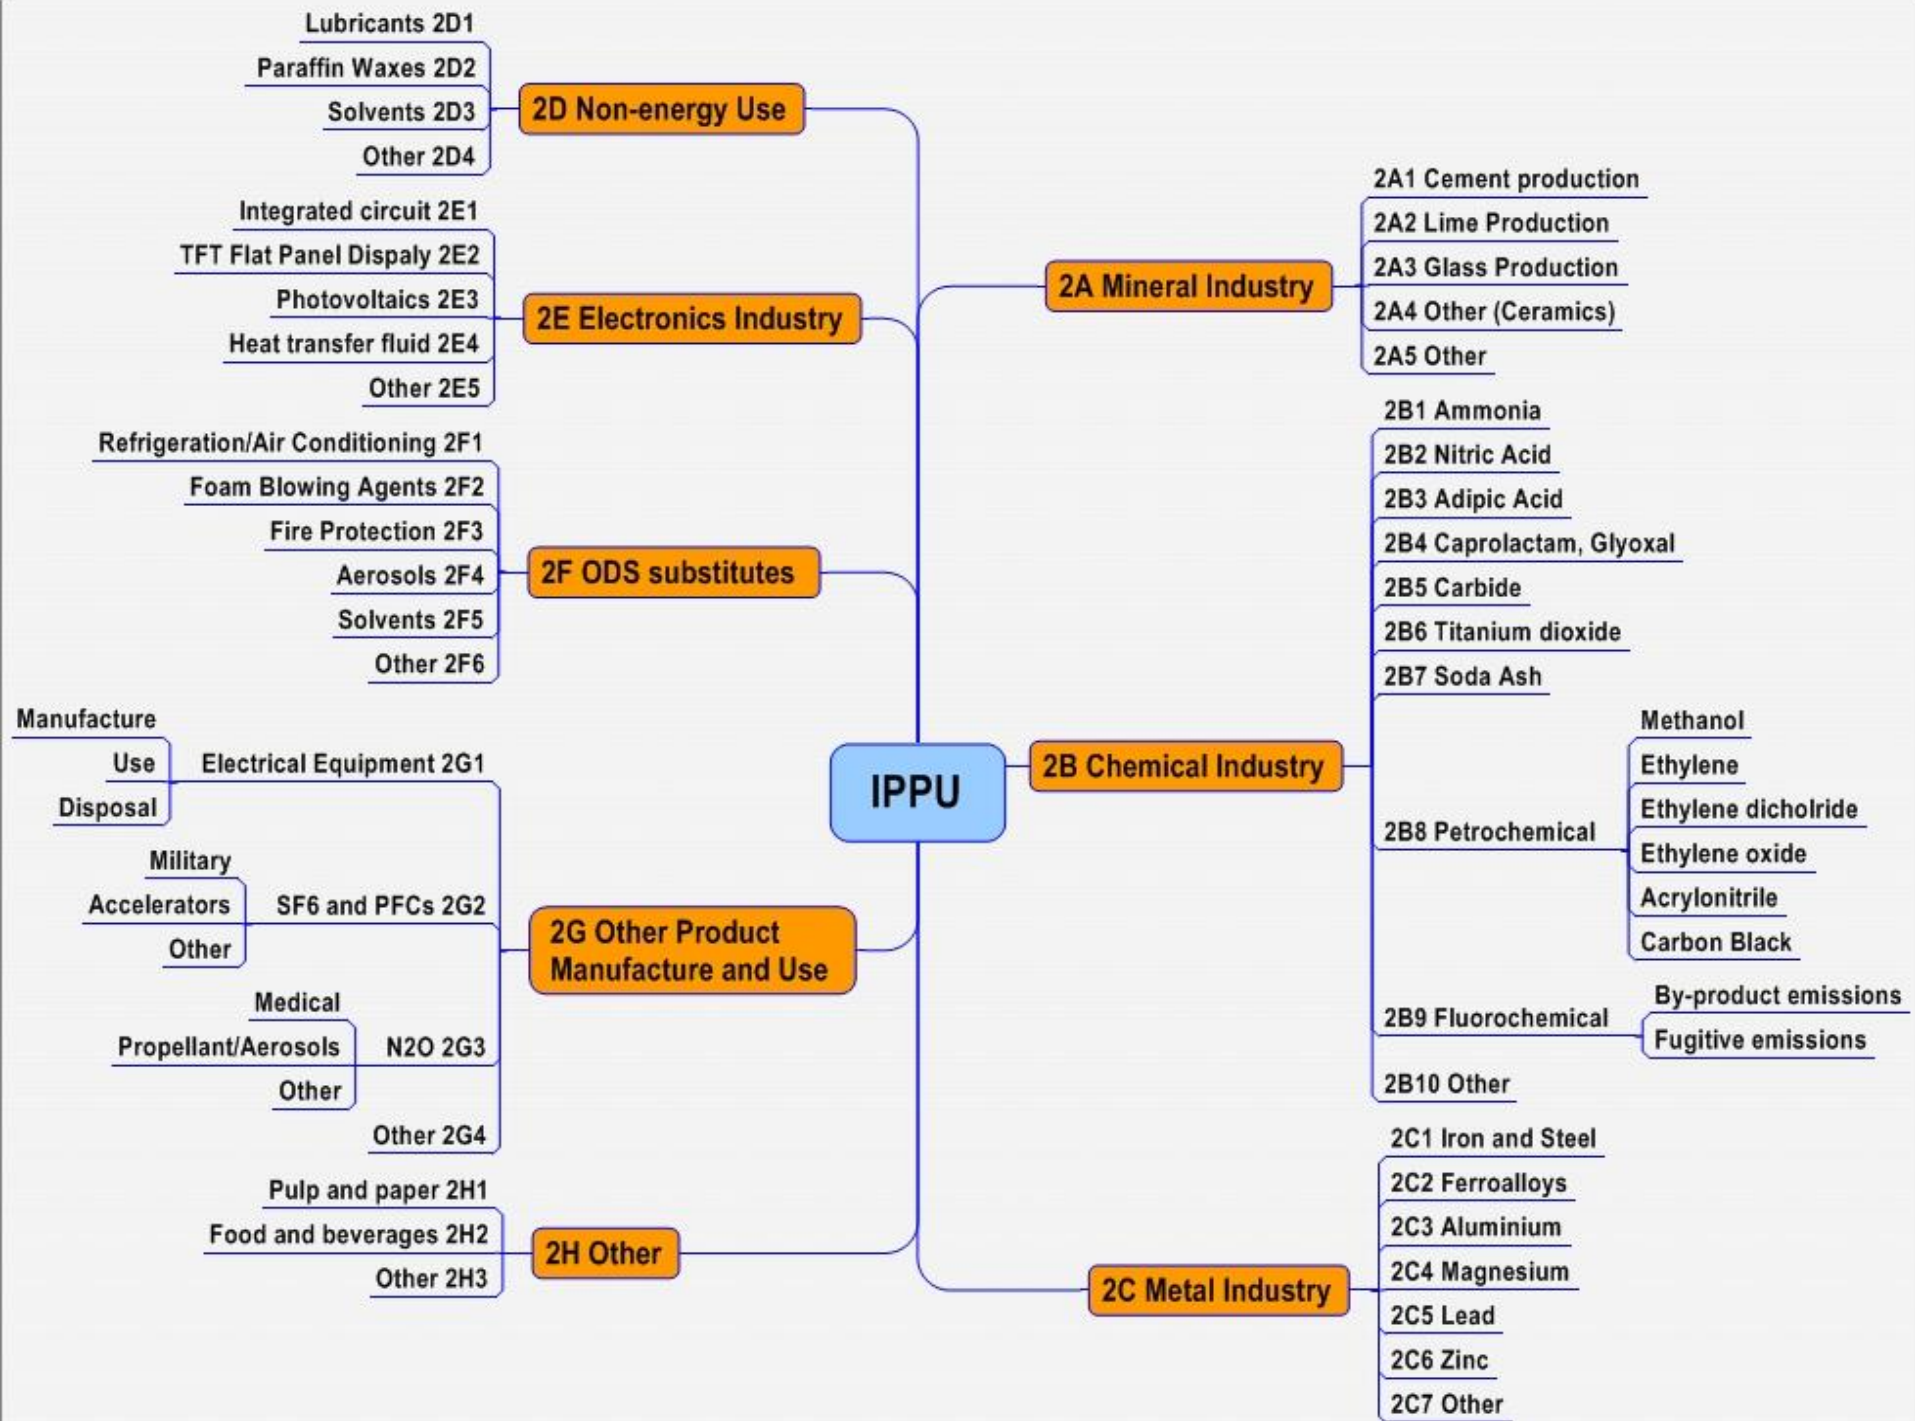 Lubricants 2D1
Paraffin Waxes 2D2
Solvents 2D3
Other 2D4
2D Non-energy Use
Integrated circuit 2E1
TFT Flat Panel Dispaly 2E2
Photovoltaics 2E3
Heat transfer fluid 2E4
Other 2E5
2E Electronics Industry
Refrigeration/Air Conditioning 2F1
Foam Blowing Agents 2F2
Fire Protection 2F3
Aerosols 2F4
Solvents 2F5
Other 2F6
2F ODS substitutes
Manufacture
Use
Disposal
Electrical Equipment 2G1
Military
Accelerators
Other
SF6 and PFCs 2G2
Medical
Propellant/Aerosols
Other
N2O 2G3
Other 2G4
2G Other Product
Manufacture and Use
Pulp and paper 2H1
Food and beverages 2H2
Other 2H3
2H Other
IPPU
2A Mineral Industry
2A1 Cement production
2A2 Lime Production
2A3 Glass Production
2A4 Other (Ceramics)
2A5 Other
2B Chemical Industry
2B1 Ammonia
2B2 Nitric Acid
2B3 Adipic Acid
2B4 Caprolactam, Glyoxal
2B5 Carbide
2B6 Titanium dioxide
2B7 Soda Ash
2B8 Petrochemical
Methanol
Ethylene
Ethylene dicholride
Ethylene oxide
Acrylonitrile
Carbon Black
2B9 Fluorochemical
By-product emissions
Fugitive emissions
2B10 Other
2C Metal Industry
2C1 Iron and Steel
2C2 Ferroalloys
2C3 Aluminium
2C4 Magnesium
2C5 Lead
2C6 Zinc
2C7 Other